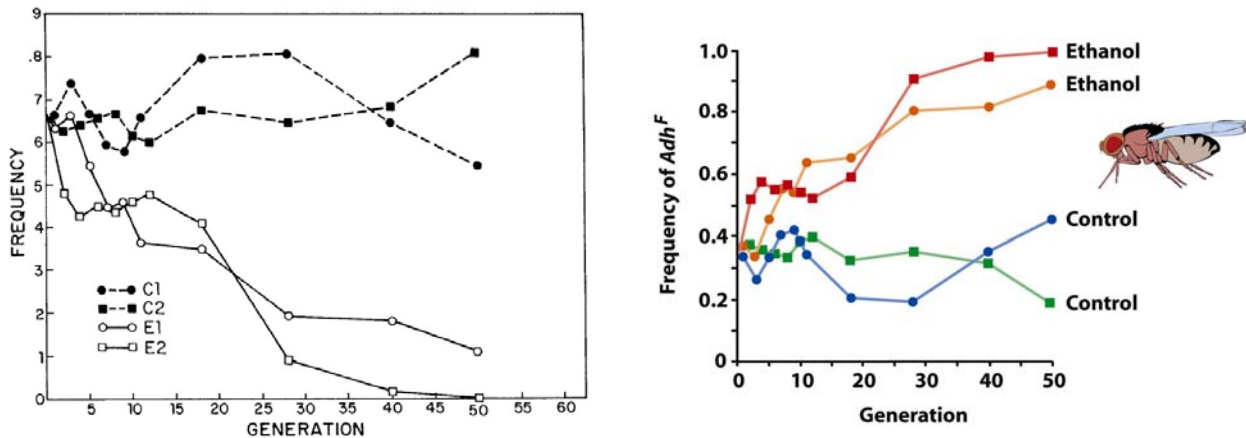 .9
.8
.7
.6
.5
.4
.3
.2
.1
0
FREQUENCY
C1
C2
E1
E2
5 10 15 20 25 30 35 40 45 50 55 60
GENERATION
1.0
0.8
0.6
0.4
0.2
0
Frequency of AdhF
Ethanol
Ethanol
Control
Control
0 10 20 30 40 50
Generation